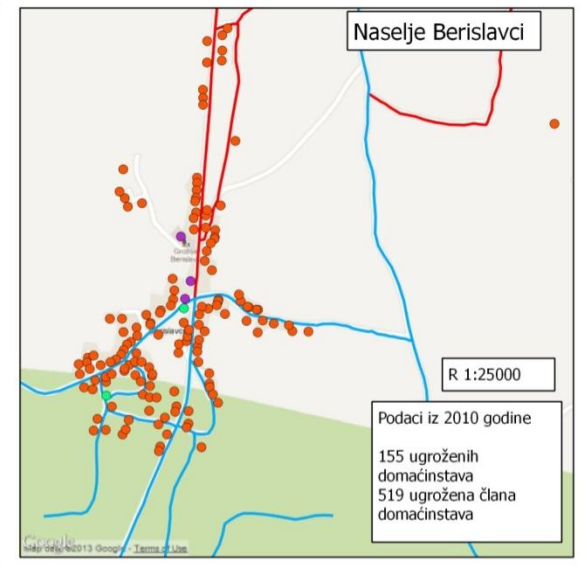 Naselje Berislavci
Berislav
R 1:25000
Podaci iz 2010 godine
155 ugroženih
domaćinstava
519 ugrožena člana
domaćinstava
Google
Map data ©2013 Google - Terms of Use